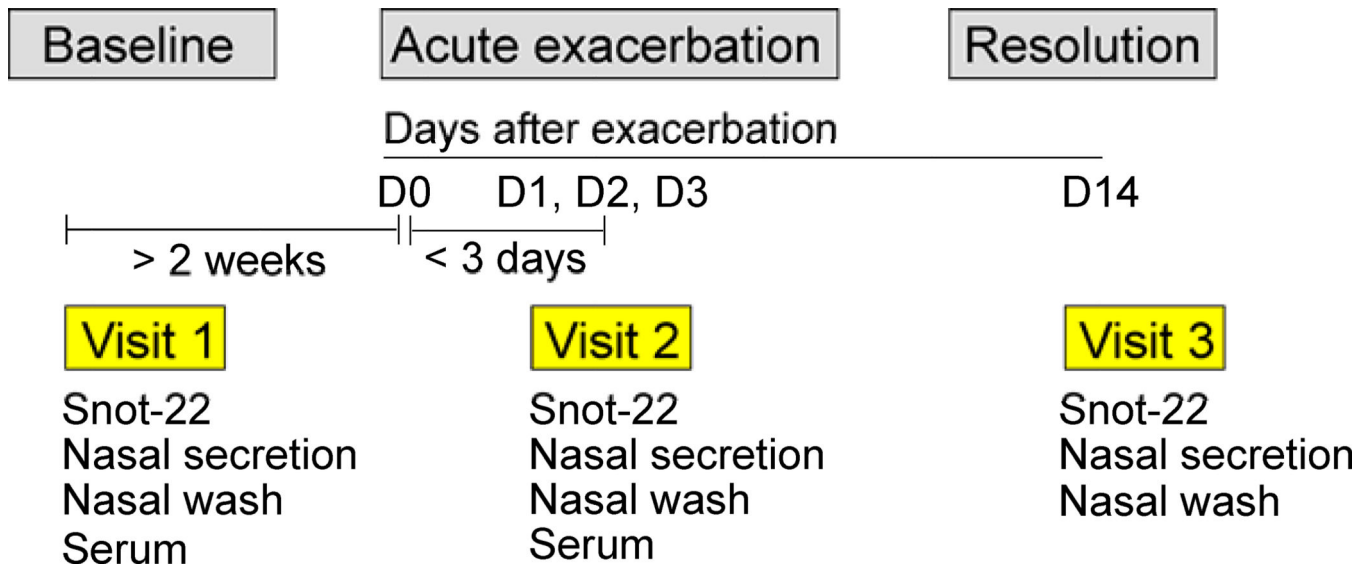 Baseline
Acute exacerbation
Resolution
Days after exacerbation
D0
D1, D2, D3
D14
> 2 weeks
< 3 days
Visit 1
Visit 2
Visit 3
Snot-22
Nasal secretion
Nasal wash
Serum
Snot-22
Nasal secretion
Nasal wash
Serum
Snot-22
Nasal secretion
Nasal wash